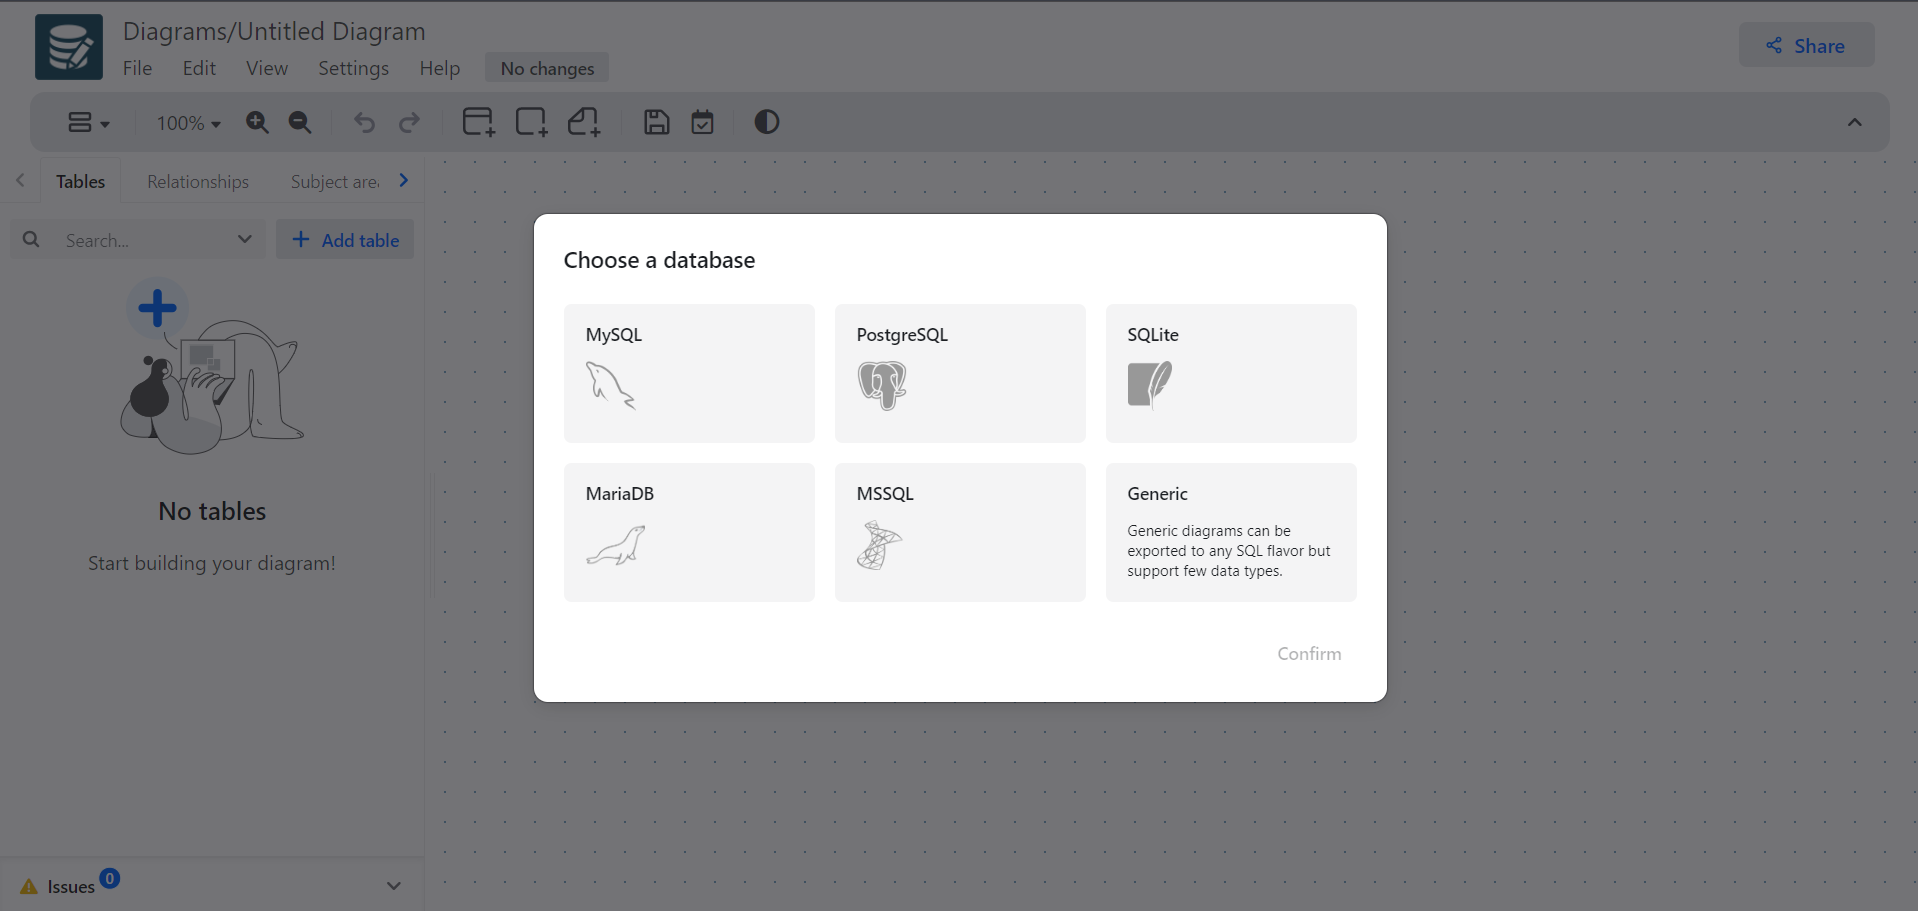 Diagrams/Untitled Diagram
File Edit View Settings Help No changes
Share
100%
Tables Relationships Subject are
Search...
Add table
No tables
Start building your diagram!
Issues 0
Choose a database
MySQL
PostgreSQL
SQLite
MariaDB
MSSQL
Generic
Generic diagrams can be
exported to any SQL flavor but
support few data types.
Confirm